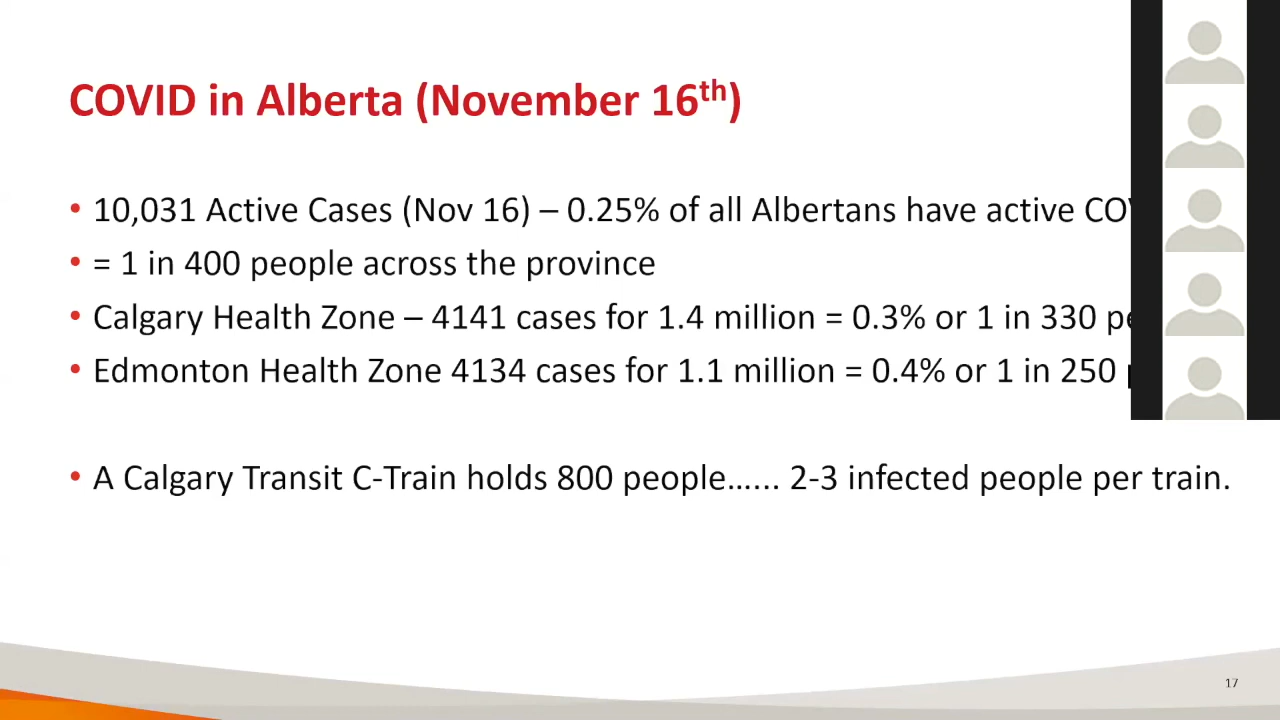 COVID in Alberta (November 16th)
• 10,031 Active Cases (Nov 16) – 0.25% of all Albertans have active
• = 1 in 400 people across the province
• Calgary Health Zone – 4141 cases for 1.4 million = 0.3% or 1 in 330
• Edmonton Health Zone 4134 cases for 1.1 million = 0.4% or 1 in 250
• A Calgary Transit C-Train holds 800 people…... 2-3 infected people per train.
17